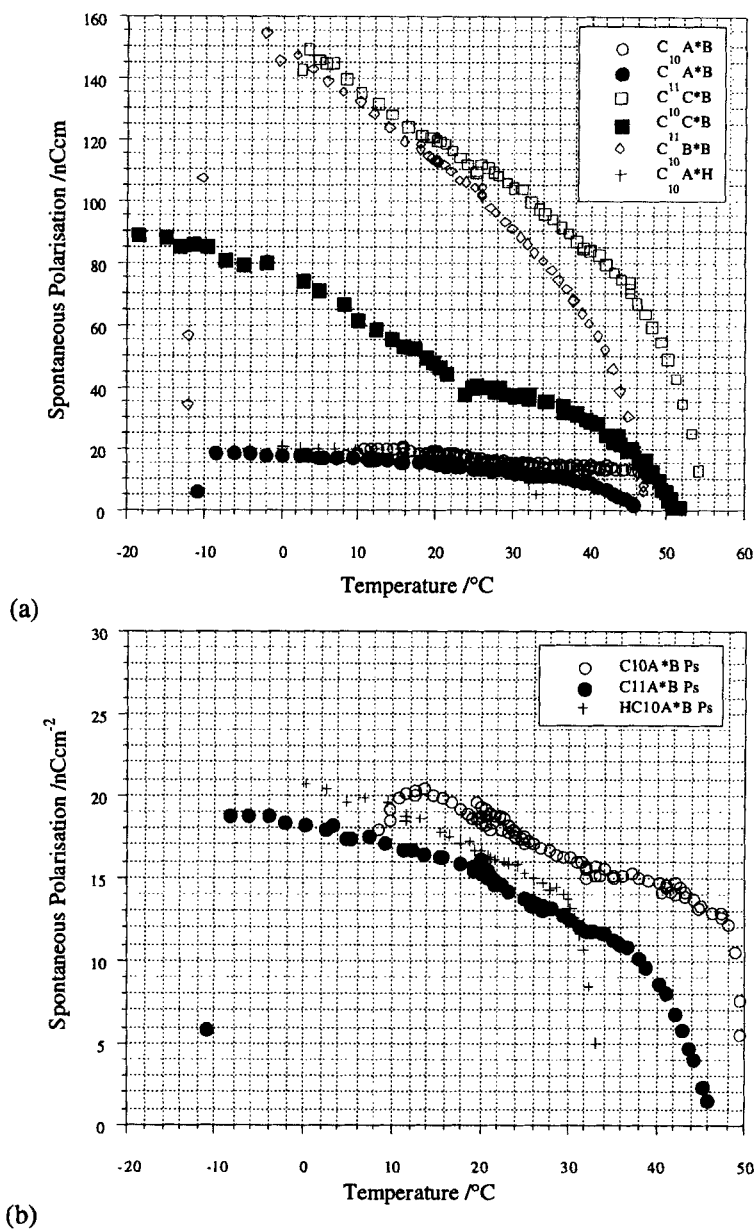 160
140
120
100
80
60
40
20
0
Spontaneous Polarisation /nCcm
C10A*B
C11A*B
C10C*B
C11C*B
C10B*B
C10A*H
-20 -10 0 10 20 30 40 50 60
Temperature /°C
(a)
30
25
20
15
10
5
0
Spontaneous Polarisation /nCcm-2
C10A*B Ps
C11A*B Ps
HC10A*B Ps
-20 -10 0 10 20 30 40 50
Temperature /°C
(b)